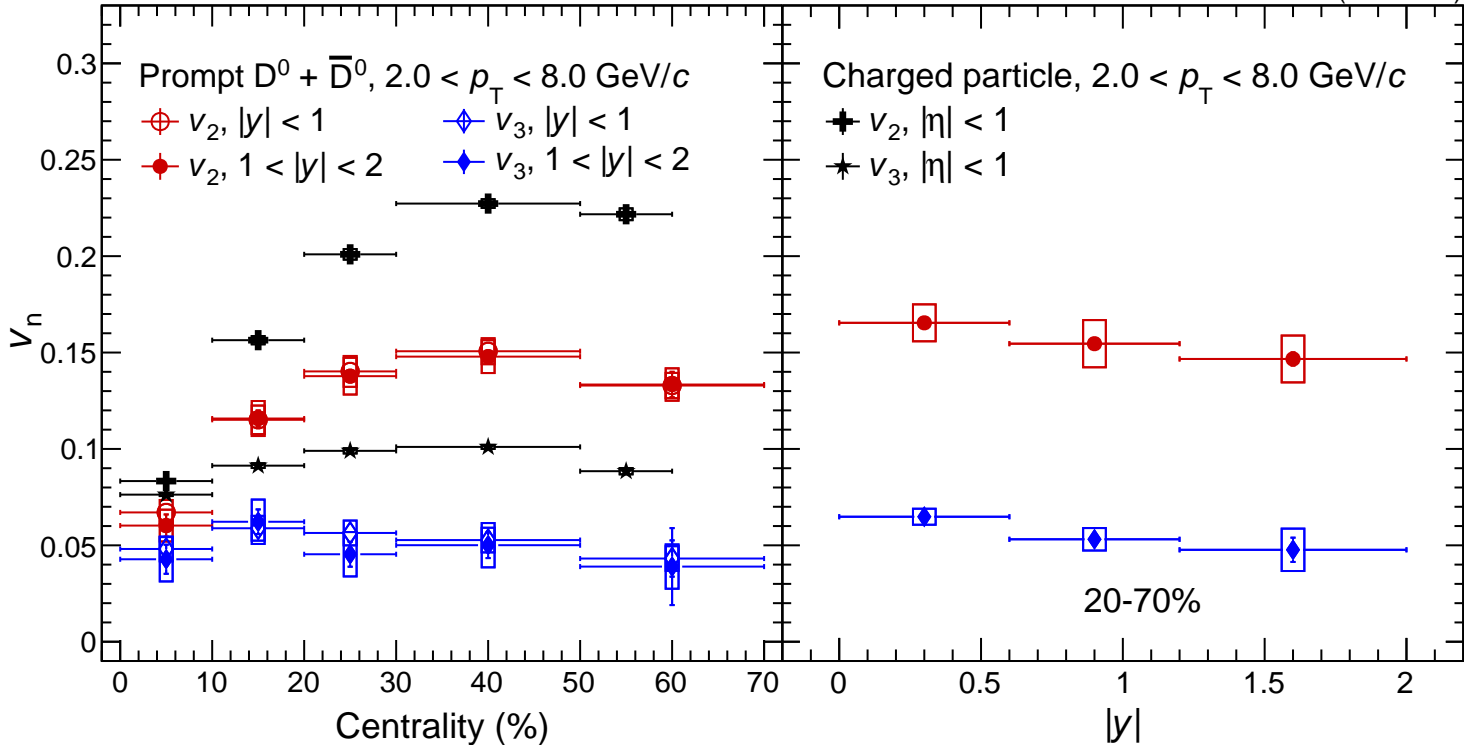 Prompt D⁰ + D̅⁰, 2.0 < p_T < 8.0 GeV/c
v₂, |y| < 1
v₃, |y| < 1
v₂, 1 < |y| < 2
v₃, 1 < |y| < 2
Charged particle, 2.0 < p_T < 8.0 GeV/c
v₂, |η| < 1
v₃, |η| < 1
v_n
0.3
0.25
0.2
0.15
0.1
0.05
0
0 10 20 30 40 50 60 70
Centrality (%)
20-70%
0 0.5 1 1.5 2
|y|